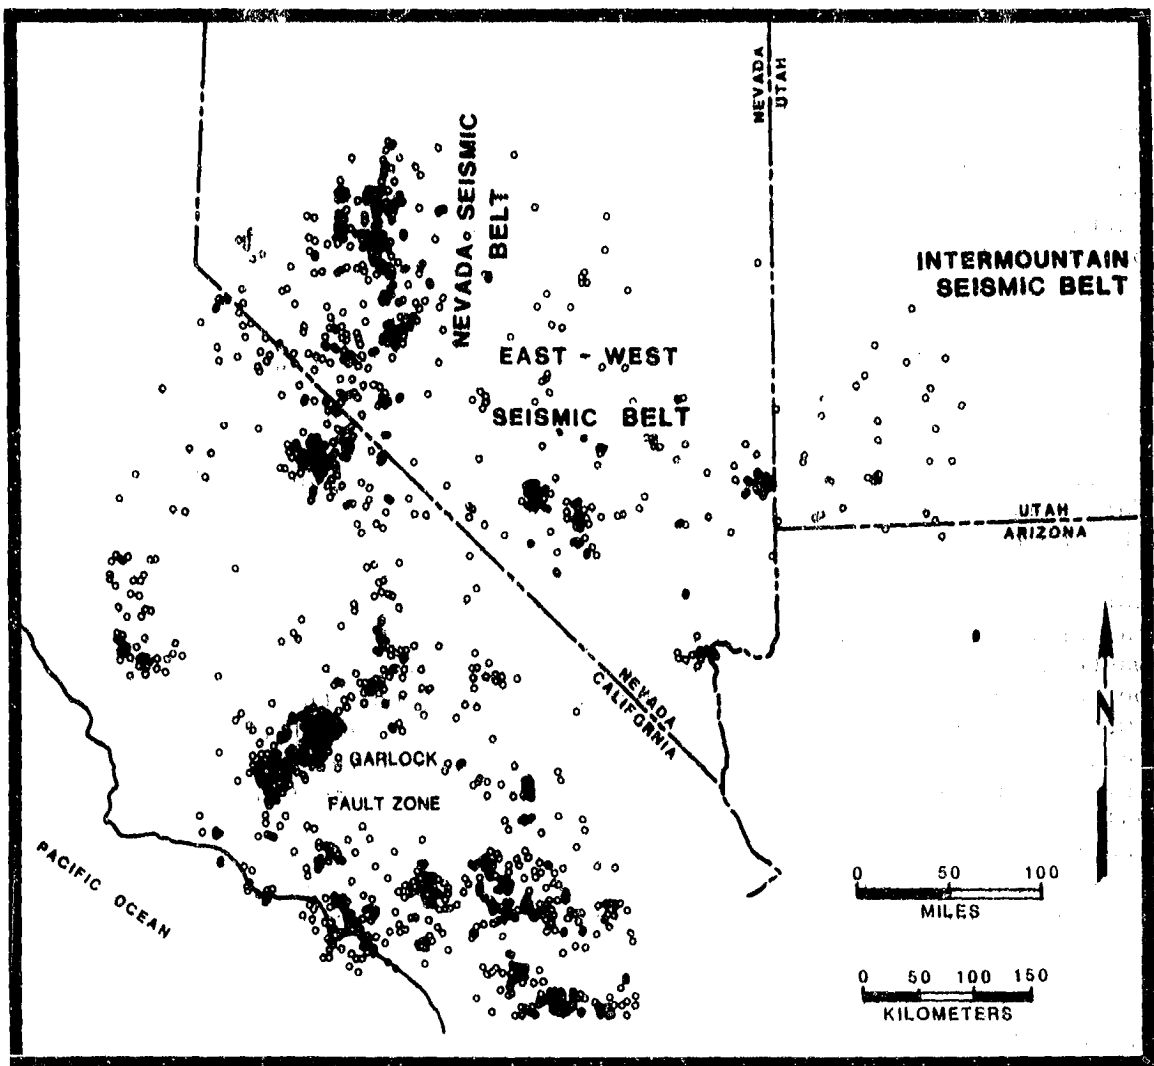 NEVADA
UTAH
NEVADA SEISMIC
BELT
INTERMOUNTAIN
SEISMIC BELT
EAST - WEST
SEISMIC BELT
UTAH
ARIZONA
NEVADA
CALIFORNIA
N
GARLOCK
FAULT ZONE
PACIFIC OCEAN
0 50 100
MILES
0 50 100 150
KILOMETERS